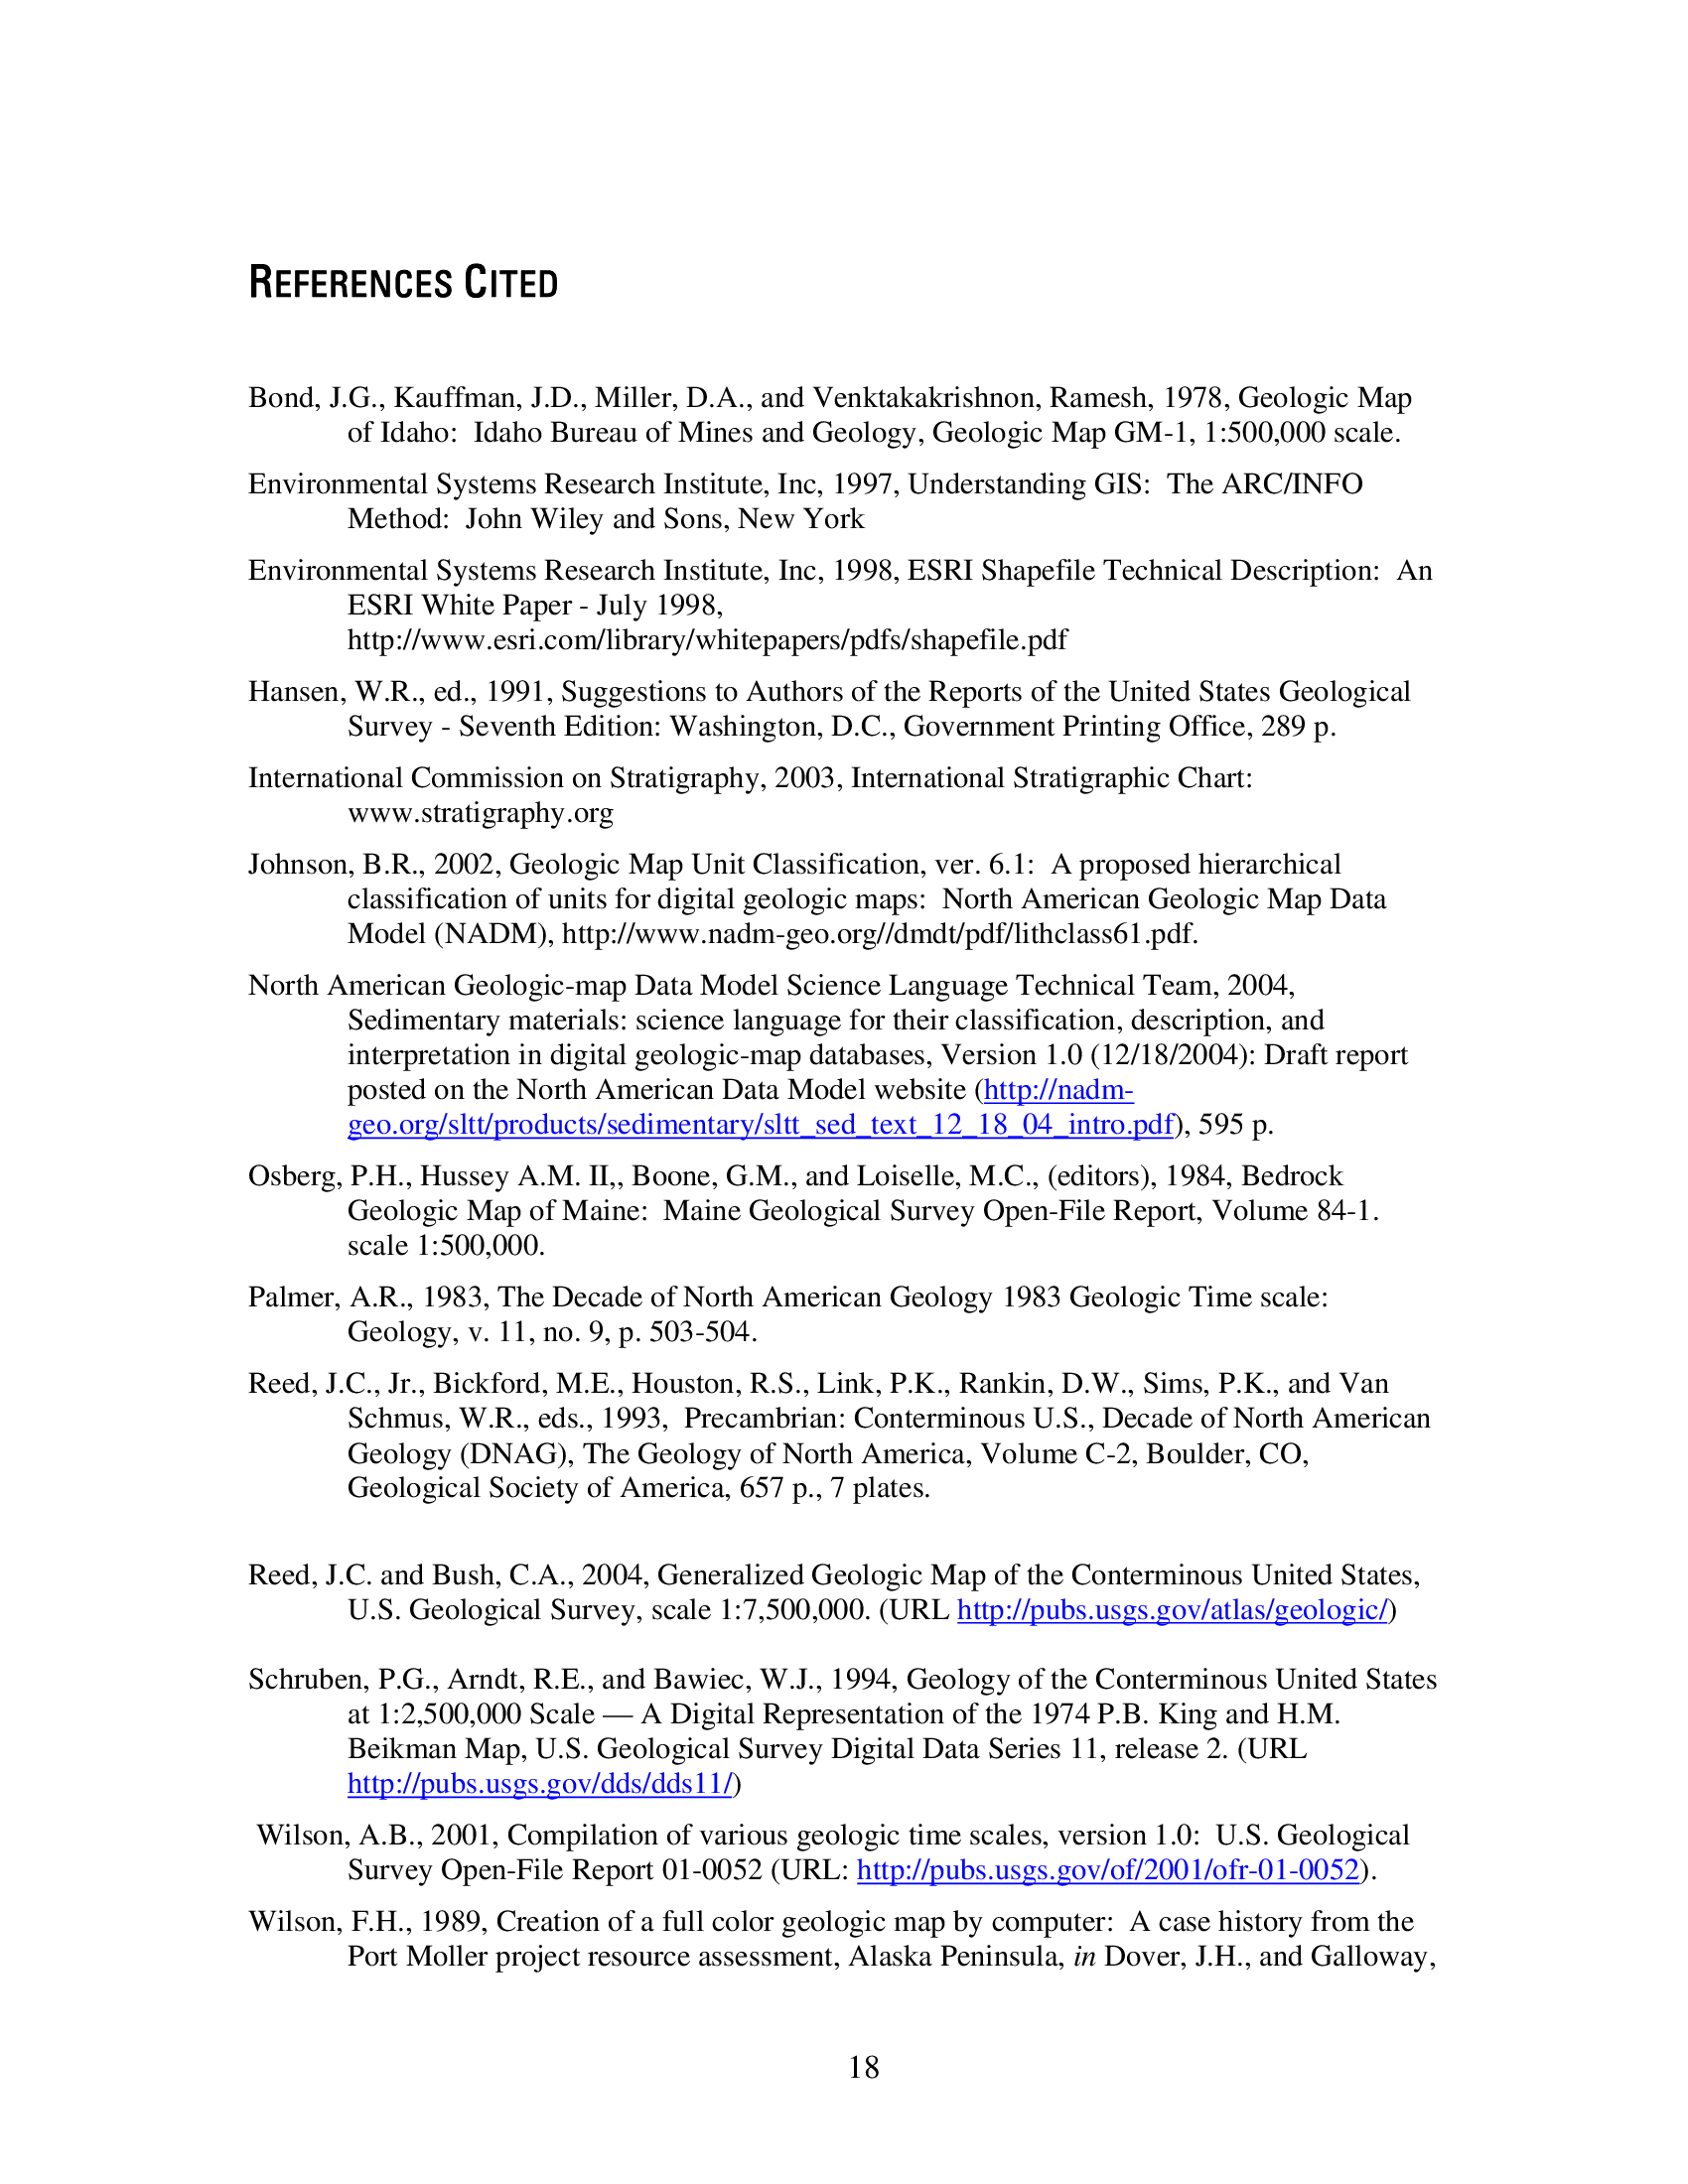 REFERENCES CITED
Bond, J.G., Kauffman, J.D., Miller, D.A., and Venktakakrishnon, Ramesh, 1978, Geologic Map
of Idaho:  Idaho Bureau of Mines and Geology, Geologic Map GM-1, 1:500,000 scale.
Environmental Systems Research Institute, Inc, 1997, Understanding GIS:  The ARC/INFO
Method:  John Wiley and Sons, New York
Environmental Systems Research Institute, Inc, 1998, ESRI Shapefile Technical Description:  An
ESRI White Paper - July 1998,
http://www.esri.com/library/whitepapers/pdfs/shapefile.pdf
Hansen, W.R., ed., 1991, Suggestions to Authors of the Reports of the United States Geological
Survey - Seventh Edition: Washington, D.C., Government Printing Office, 289 p.
International Commission on Stratigraphy, 2003, International Stratigraphic Chart:
www.stratigraphy.org
Johnson, B.R., 2002, Geologic Map Unit Classification, ver. 6.1:  A proposed hierarchical
classification of units for digital geologic maps:  North American Geologic Map Data
Model (NADM), http://www.nadm-geo.org//dmdt/pdf/lithclass61.pdf.
North American Geologic-map Data Model Science Language Technical Team, 2004,
Sedimentary materials: science language for their classification, description, and
interpretation in digital geologic-map databases, Version 1.0 (12/18/2004): Draft report
posted on the North American Data Model website (http://nadm-
geo.org/sltt/products/sedimentary/sltt_sed_text_12_18_04_intro.pdf), 595 p.
Osberg, P.H., Hussey A.M. II,, Boone, G.M., and Loiselle, M.C., (editors), 1984, Bedrock
Geologic Map of Maine:  Maine Geological Survey Open-File Report, Volume 84-1.
scale 1:500,000.
Palmer, A.R., 1983, The Decade of North American Geology 1983 Geologic Time scale:
Geology, v. 11, no. 9, p. 503-504.
Reed, J.C., Jr., Bickford, M.E., Houston, R.S., Link, P.K., Rankin, D.W., Sims, P.K., and Van
Schmus, W.R., eds., 1993,  Precambrian: Conterminous U.S., Decade of North American
Geology (DNAG), The Geology of North America, Volume C-2, Boulder, CO,
Geological Society of America, 657 p., 7 plates.
Reed, J.C. and Bush, C.A., 2004, Generalized Geologic Map of the Conterminous United States,
U.S. Geological Survey, scale 1:7,500,000. (URL http://pubs.usgs.gov/atlas/geologic/)
Schruben, P.G., Arndt, R.E., and Bawiec, W.J., 1994, Geology of the Conterminous United States
at 1:2,500,000 Scale — A Digital Representation of the 1974 P.B. King and H.M.
Beikman Map, U.S. Geological Survey Digital Data Series 11, release 2. (URL
http://pubs.usgs.gov/dds/dds11/)
Wilson, A.B., 2001, Compilation of various geologic time scales, version 1.0:  U.S. Geological
Survey Open-File Report 01-0052 (URL: http://pubs.usgs.gov/of/2001/ofr-01-0052).
Wilson, F.H., 1989, Creation of a full color geologic map by computer:  A case history from the
Port Moller project resource assessment, Alaska Peninsula, in Dover, J.H., and Galloway,
18